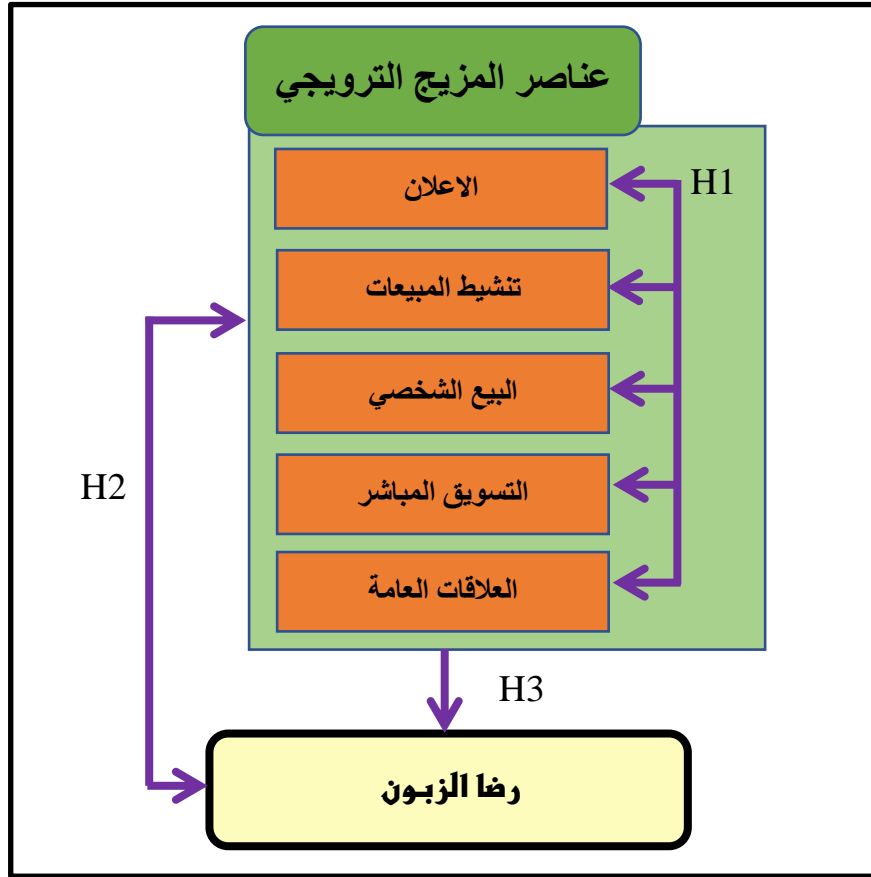 عناصر المزيج الترويجي
الاعلان
H1
تنشيط المبيعات
البيع الشخصي
التسويق المباشر
H2
العلاقات العامة
H3
رضا الزبون